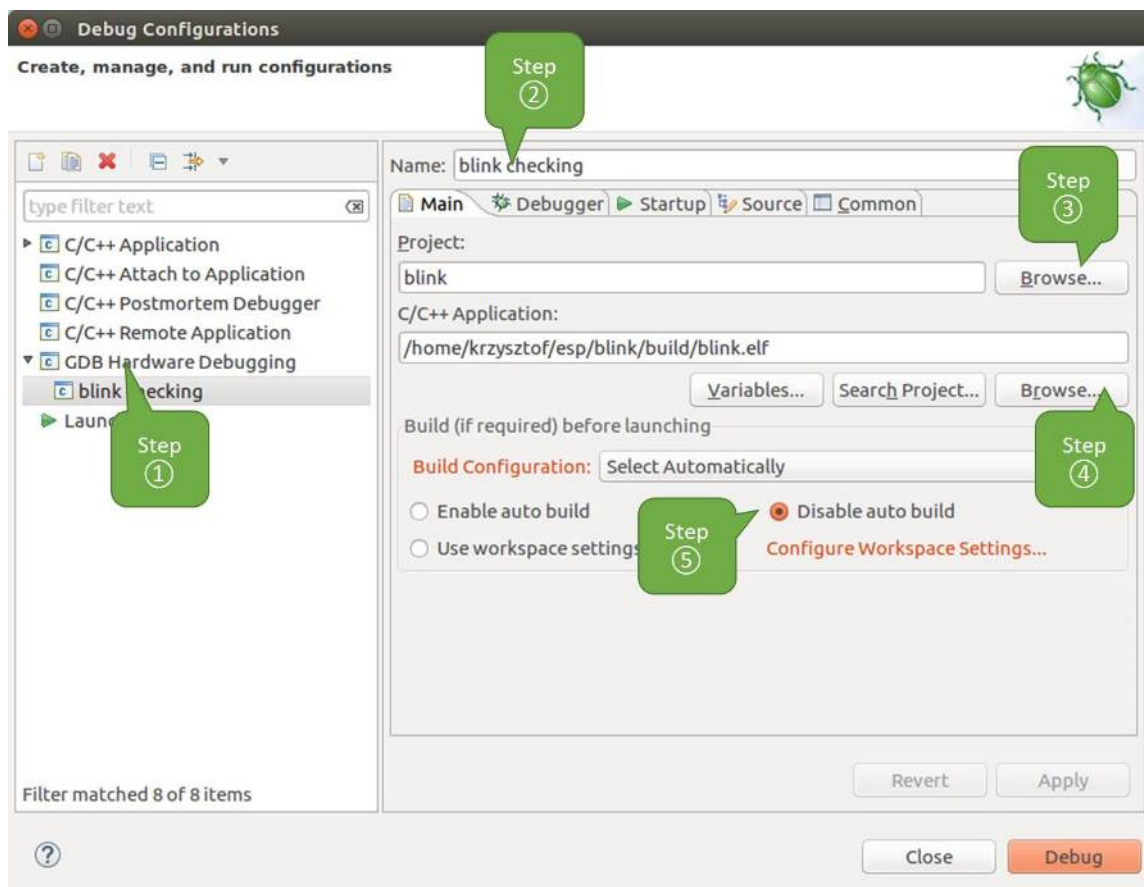 Debug Configurations
Create, manage, and run configurations
Step
②
type filter text
C/C++ Application
C/C++ Attach to Application
C/C++ Postmortem Debugger
C/C++ Remote Application
GDB Hardware Debugging
blink checking
Step
①
Filter matched 8 of 8 items
Name: blink checking
Step
③
Main Debugger Startup Source Common
Project:
blink Browse...
C/C++ Application:
/home/krzysztof/esp/blink/build/blink.elf
Variables... Search Project... Browse...
Step
④
Build (if required) before launching
Build Configuration: Select Automatically
Enable auto build Disable auto build
Step
⑤
Use workspace settings Configure Workspace Settings...
Revert Apply
Close Debug